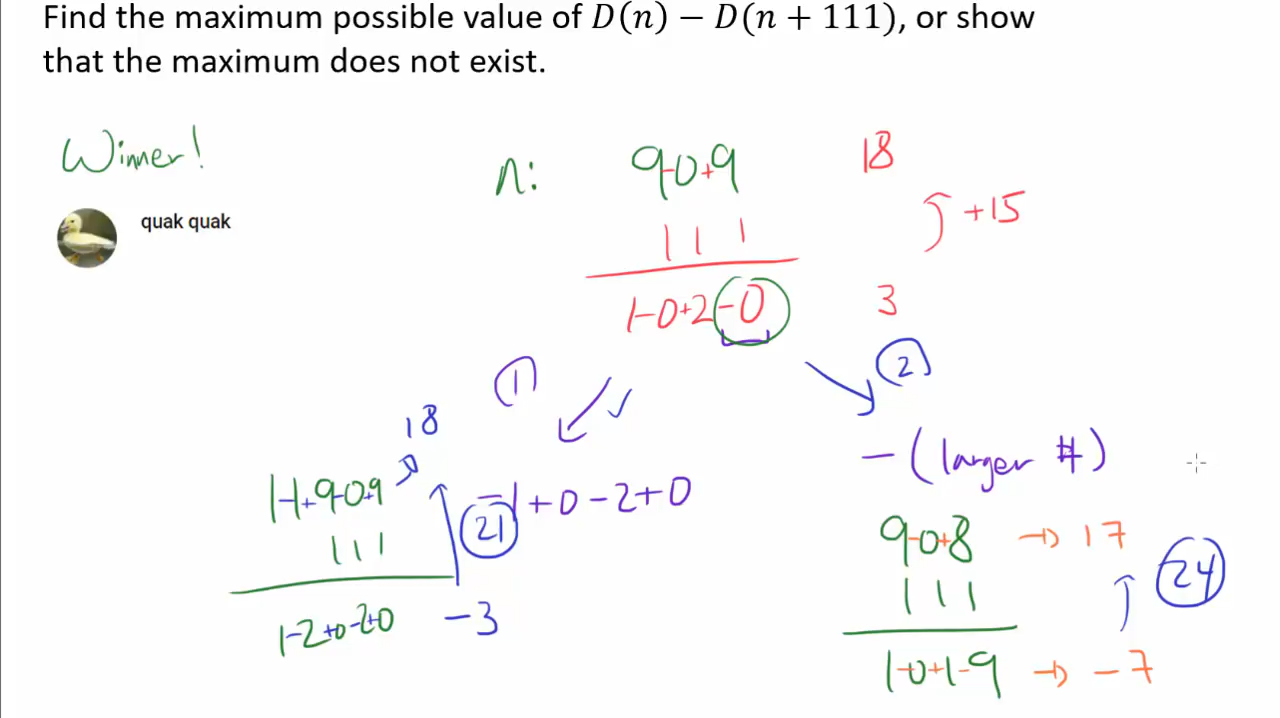 Find the maximum possible value of D(n) − D(n + 111), or show
that the maximum does not exist.
Winner!
quak quak
n: 9-0+9 18
111 +15
1-0+2-0 3
① ②
18
-(larger #)
1-1+9-0+9
-1+0-2+0
21
111
9-0+8 → 17
111 24
1-2+0-2+0 -3
1-0+1-9 → -7